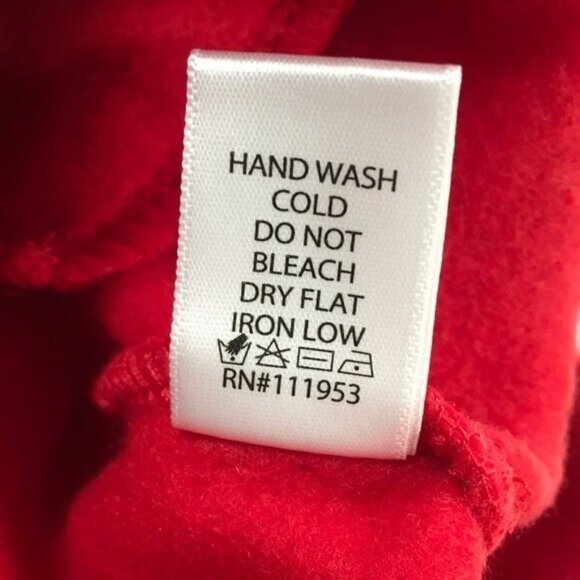 HAND WASH
COLD
DO NOT
BLEACH
DRY FLAT
IRON LOW
RN#111953